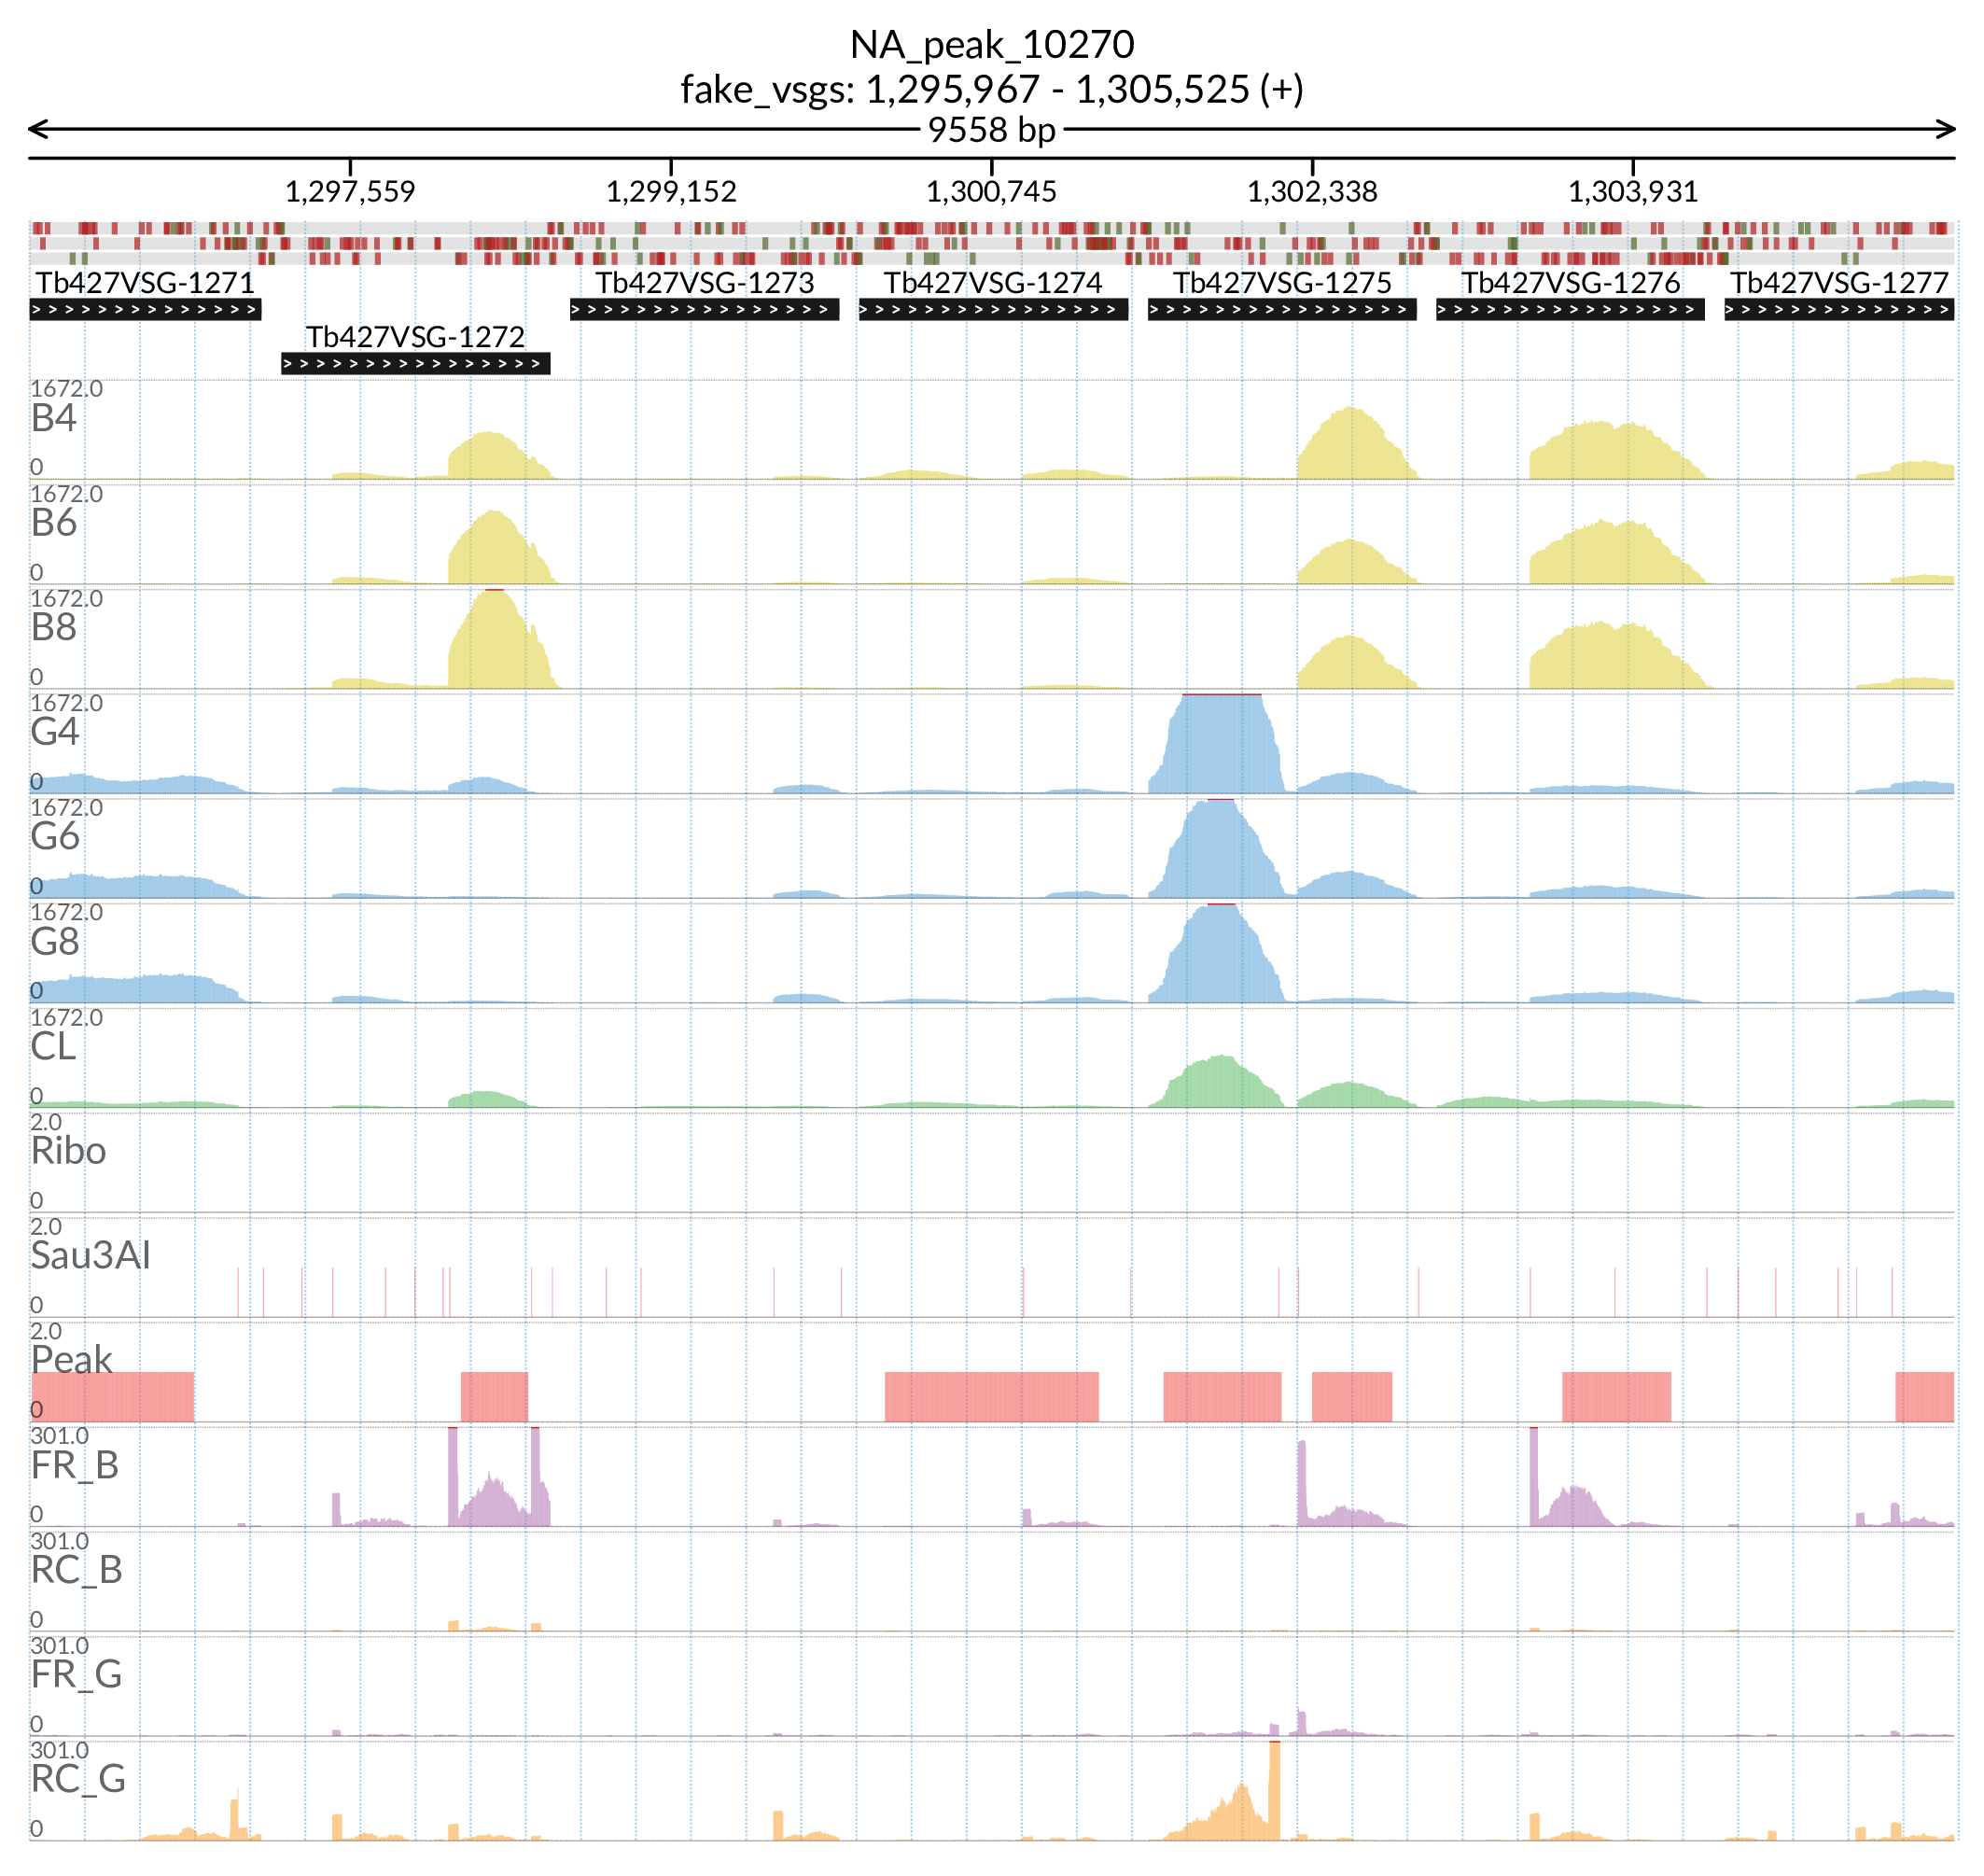 NA_peak_10270
fake_vsgs: 1,295,967 - 1,305,525 (+)
9558 bp
1,297,559 1,299,152 1,300,745 1,302,338 1,303,931
Tb427VSG-1271 Tb427VSG-1273 Tb427VSG-1274 Tb427VSG-1275 Tb427VSG-1276 Tb427VSG-1277
Tb427VSG-1272
1672.0
B4
0
1672.0
B6
0
1672.0
B8
0
1672.0
G4
0
1672.0
G6
0
1672.0
G8
0
1672.0
CL
0
2.0
Ribo
0
2.0
Sau3AI
0
2.0
Peak
0
301.0
FR_B
0
301.0
RC_B
0
301.0
FR_G
0
301.0
RC_G
0